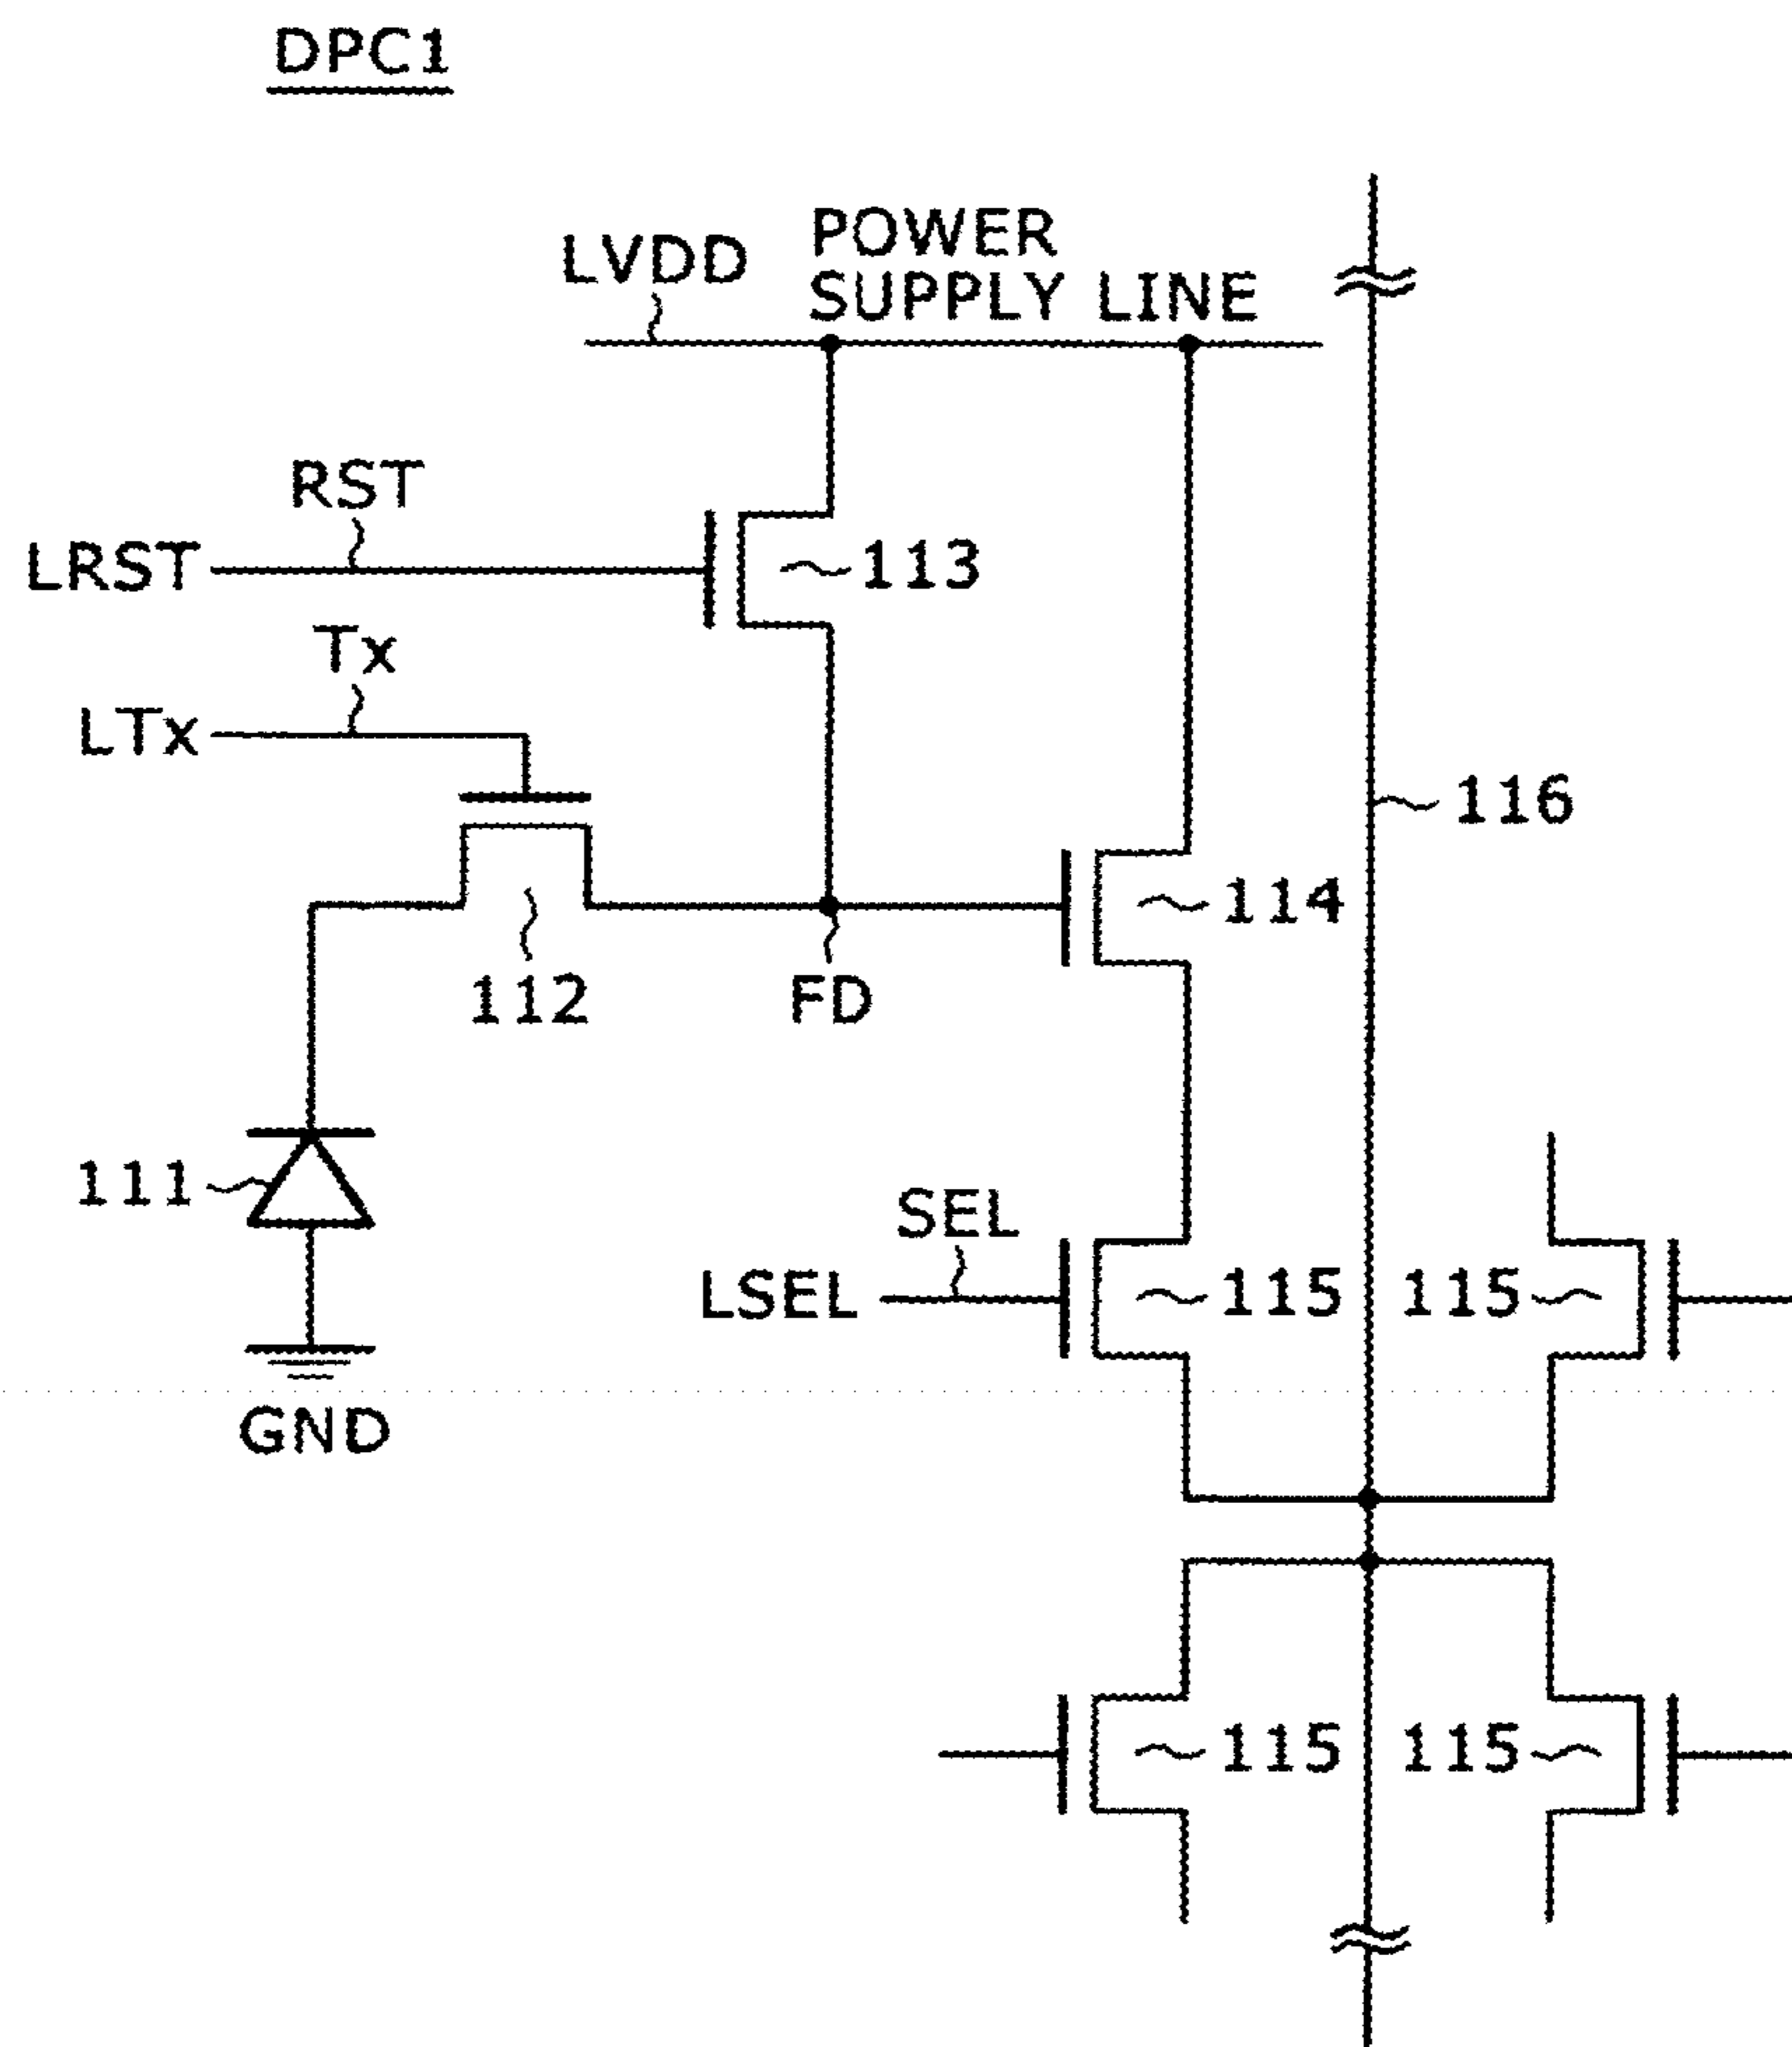 DPC1
LVDD
POWER
SUPPLY LINE
RST
LRST
113
Tx
LTx
116
114
112
FD
111
SEL
LSEL
115
115
GND
115
115